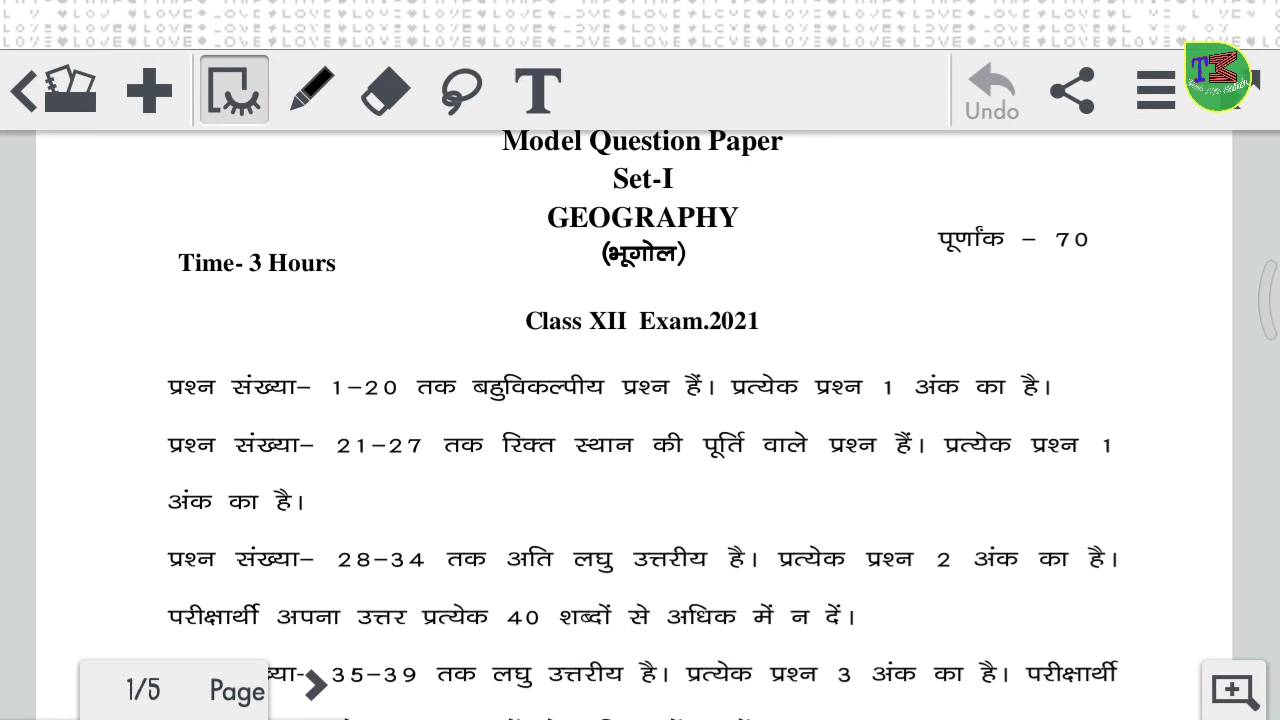 T
Undo
Model Question Paper
Set-I
GEOGRAPHY
(भूगोल)
पूर्णांक – 70
Time- 3 Hours
Class XII Exam.2021
प्रश्न संख्या– 1–20 तक बहुविकल्पीय प्रश्न हैं। प्रत्येक प्रश्न 1 अंक का है।
प्रश्न संख्या– 21–27 तक रिक्त स्थान की पूर्ति वाले प्रश्न हैं। प्रत्येक प्रश्न 1
अंक का है।
प्रश्न संख्या– 28–34 तक अति लघु उत्तरीय है। प्रत्येक प्रश्न 2 अंक का है।
परीक्षार्थी अपना उत्तर प्रत्येक 40 शब्दों से अधिक में न दें।
35–39 तक लघु उत्तरीय है। प्रत्येक प्रश्न 3 अंक का है। परीक्षार्थी
1/5 Page